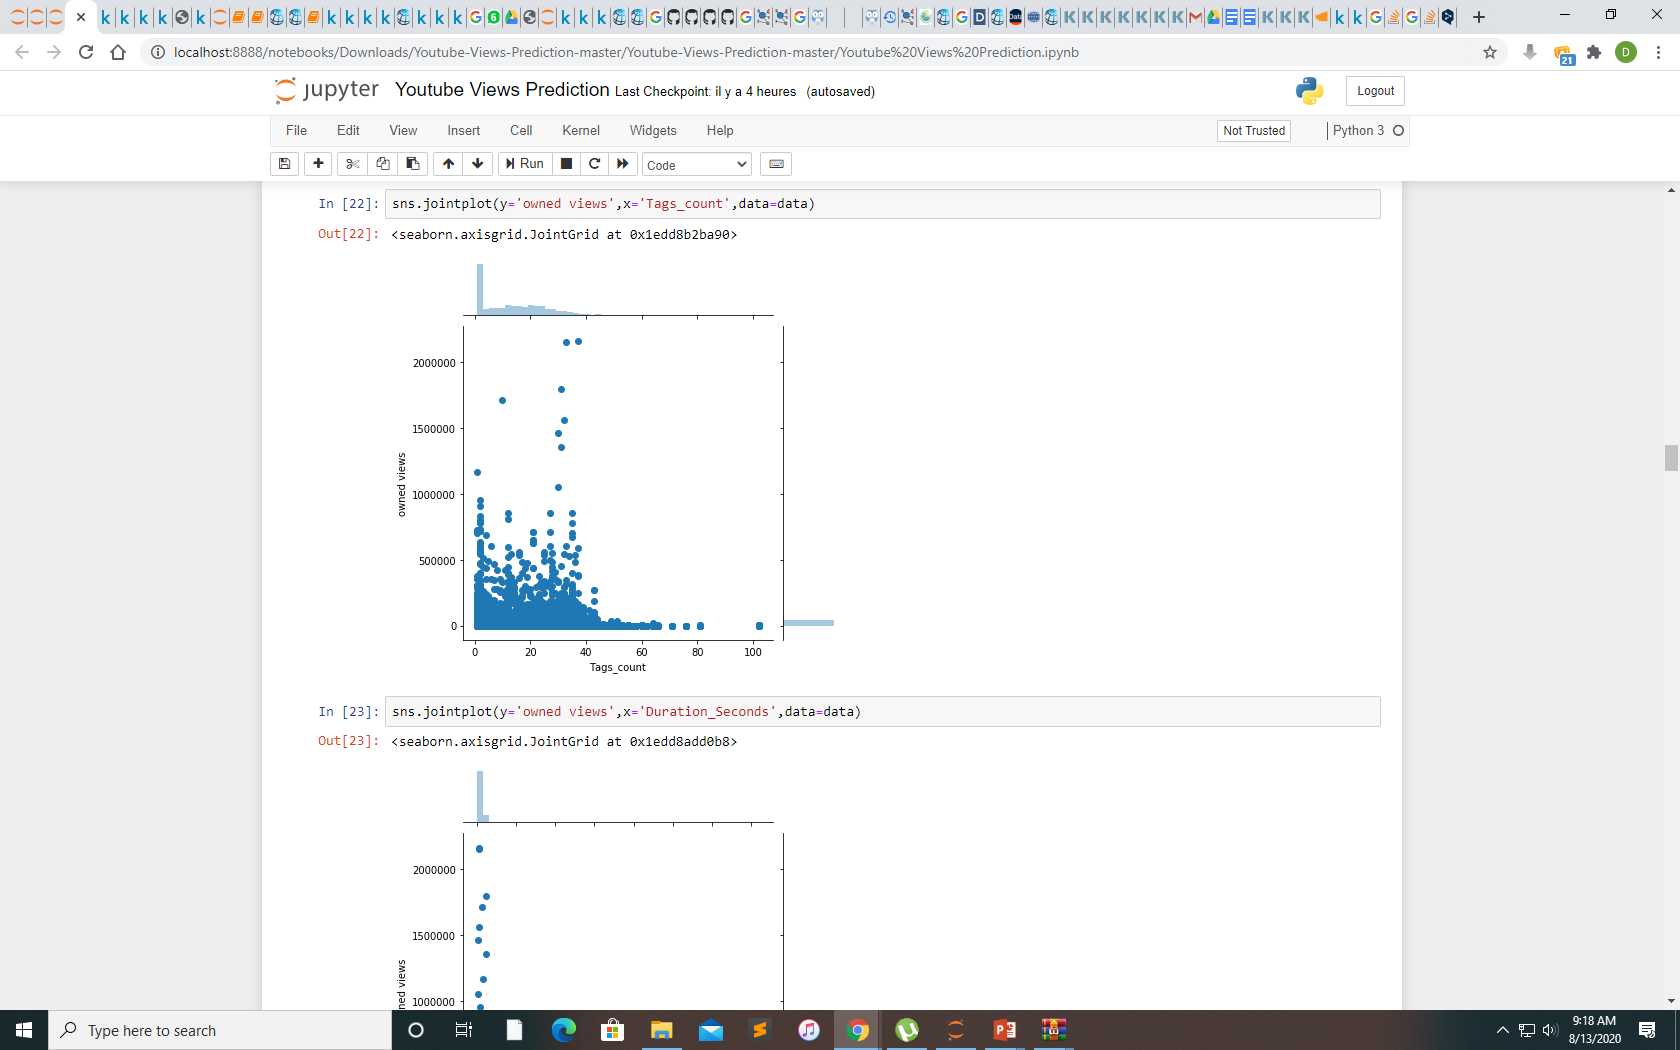 localhost:8888/notebooks/Downloads/Youtube-Views-Prediction-master/Youtube-Views-Prediction-master/Youtube%20Views%20Prediction.ipynb
21
D
jupyter Youtube Views Prediction Last Checkpoint: il y a 4 heures (autosaved)
Logout
File Edit View Insert Cell Kernel Widgets Help
Not Trusted
Python 3
Run
Code
In [22]: sns.jointplot(y='owned views',x='Tags_count',data=data)
Out[22]: <seaborn.axisgrid.JointGrid at 0x1edd8b2ba90>
2000000
1500000
1000000
500000
0
owned views
0 20 40 60 80 100
Tags_count
In [23]: sns.jointplot(y='owned views',x='Duration_Seconds',data=data)
Out[23]: <seaborn.axisgrid.JointGrid at 0x1edd8add0b8>
2000000
1500000
1000000
ned views
Type here to search
9:18 AM
8/13/2020